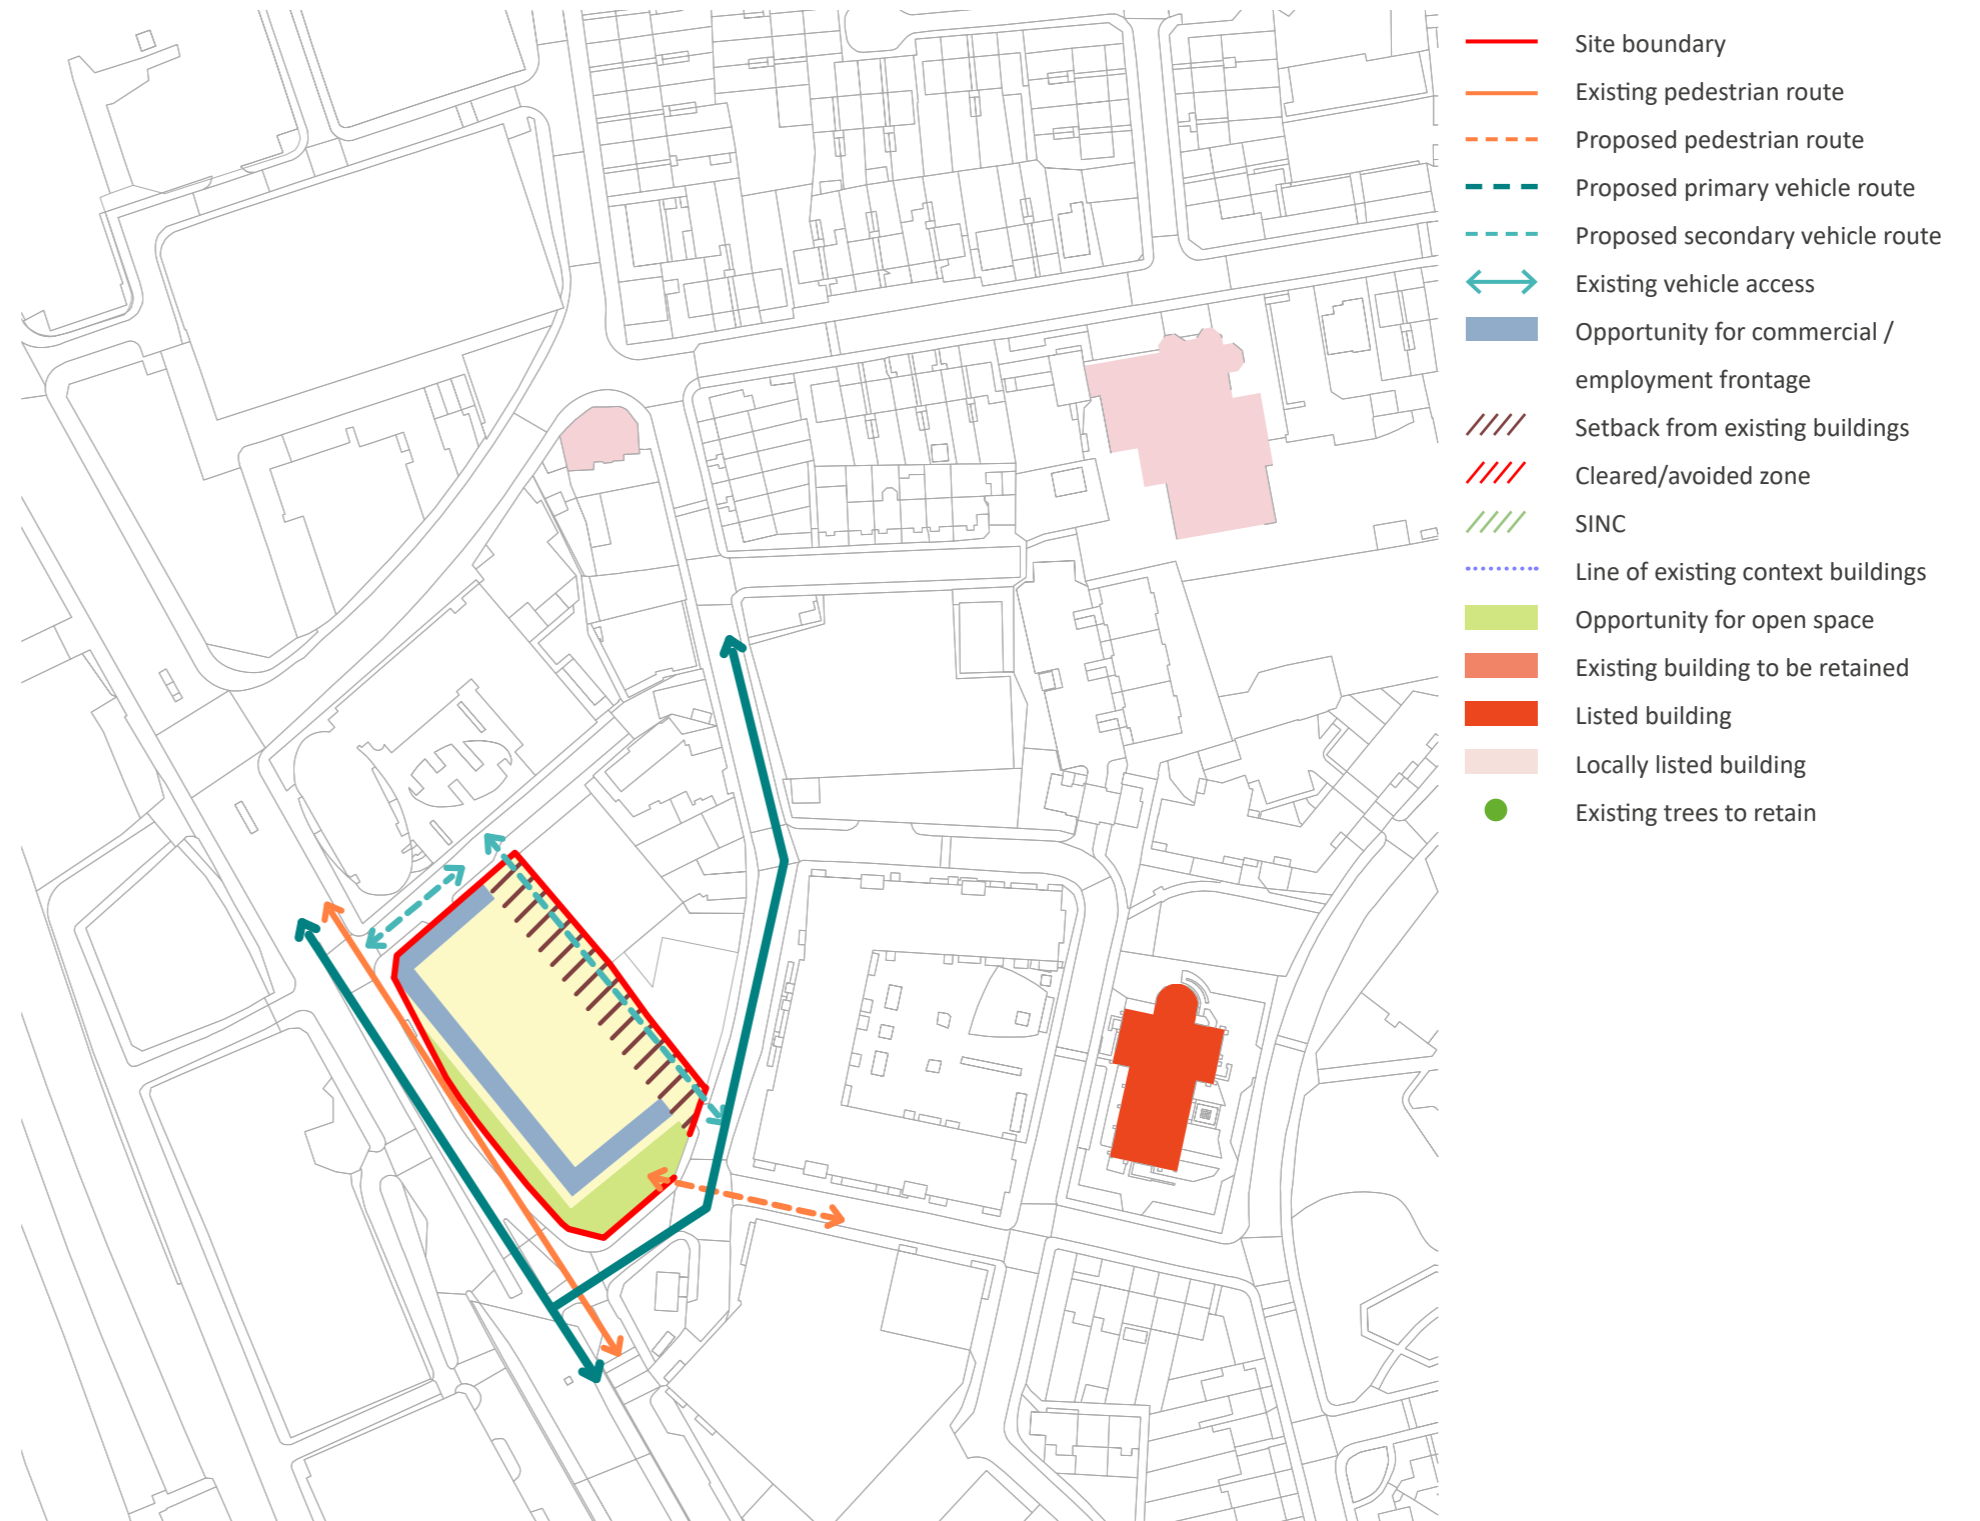 Site boundary
Existing pedestrian route
Proposed pedestrian route
Proposed primary vehicle route
Proposed secondary vehicle route
Existing vehicle access
Opportunity for commercial /
employment frontage
Setback from existing buildings
Cleared/avoided zone
SINC
Line of existing context buildings
Opportunity for open space
Existing building to be retained
Listed building
Locally listed building
Existing trees to retain